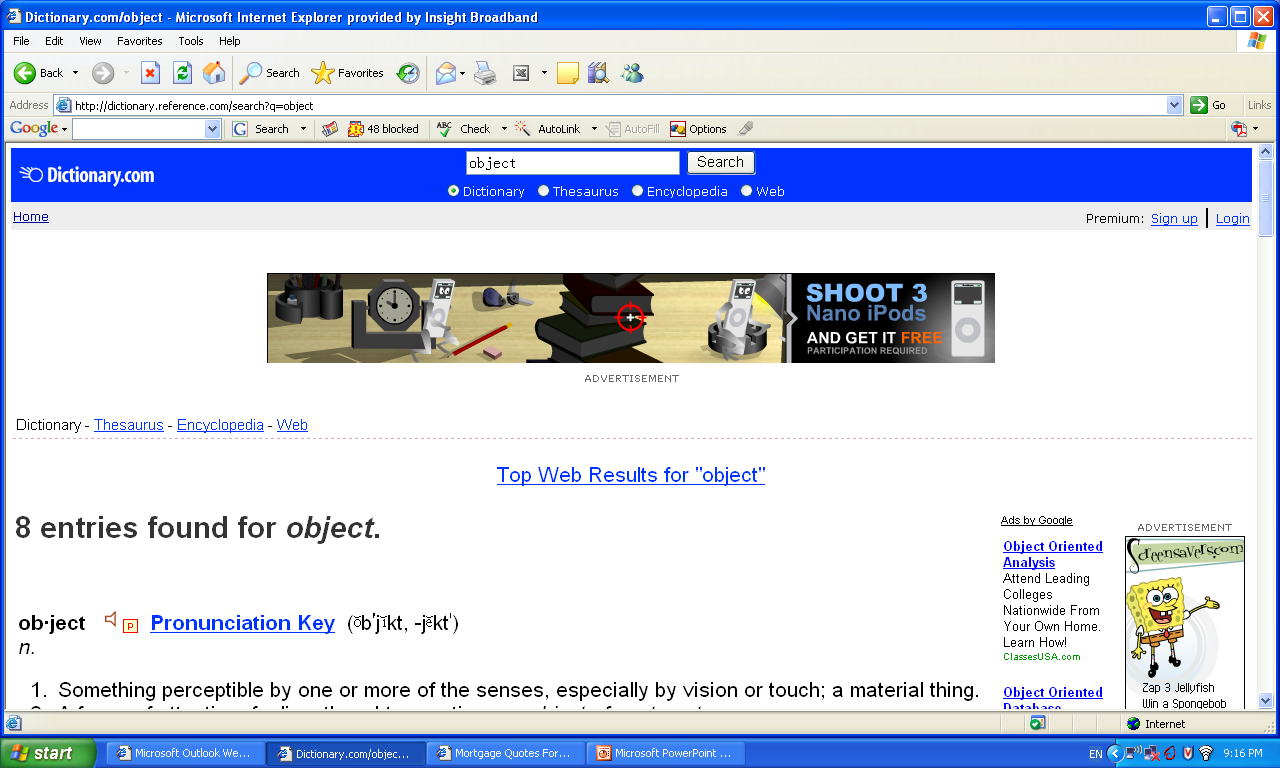 Dictionary.com/object - Microsoft Internet Explorer provided by Insight Broadband
File Edit View Favorites Tools Help
Back Search Favorites
Address http://dictionary.reference.com/search?q=object Go Links
Google Search 48 blocked ABC Check AutoLink AutoFill Options
Dictionary.com object Search
Dictionary Thesaurus Encyclopedia Web
Home Premium: Sign up | Login
SHOOT 3
Nano iPods
AND GET IT FREE
PARTICIPATION REQUIRED
ADVERTISEMENT
Dictionary - Thesaurus - Encyclopedia - Web
Top Web Results for "object"
8 entries found for object.
Ads by Google
Object Oriented
Analysis
Attend Leading
Colleges
Nationwide From
Your Own Home.
Learn How!
ClassesUSA.com
Object Oriented
Database
ADVERTISEMENT
Screensavers.com
Zap 3 Jellyfish
Win a Spongebob
ob·ject P Pronunciation Key (ŏb'jĭkt, -jĕkt')
n.
1. Something perceptible by one or more of the senses, especially by vision or touch; a material thing.
Internet
start Microsoft Outlook We... Dictionary.com/objec... Mortgage Quotes For... Microsoft PowerPoint ... EN 9:16 PM